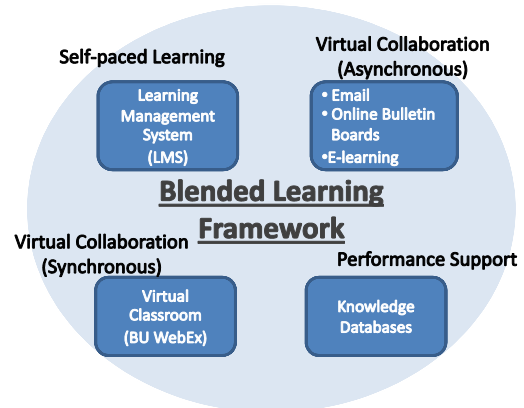 Self-paced Learning
Learning
Management
System
(LMS)
Virtual Collaboration
(Asynchronous)
• Email
• Online Bulletin
Boards
•E-learning
Blended Learning
Framework
Virtual Collaboration
(Synchronous)
Virtual
Classroom
(BU WebEx)
Performance Support
Knowledge
Databases